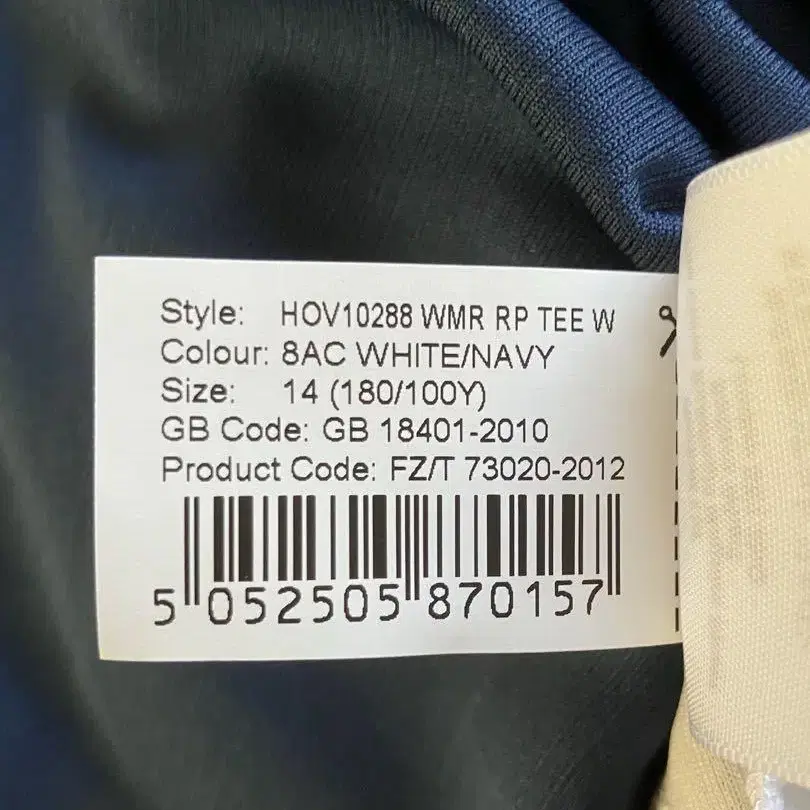 Style: HOV10288 WMR RP TEE W
Colour: 8AC WHITE/NAVY
Size: 14 (180/100Y)
GB Code: GB 18401-2010
Product Code: FZ/T 73020-2012
5 052505 870157